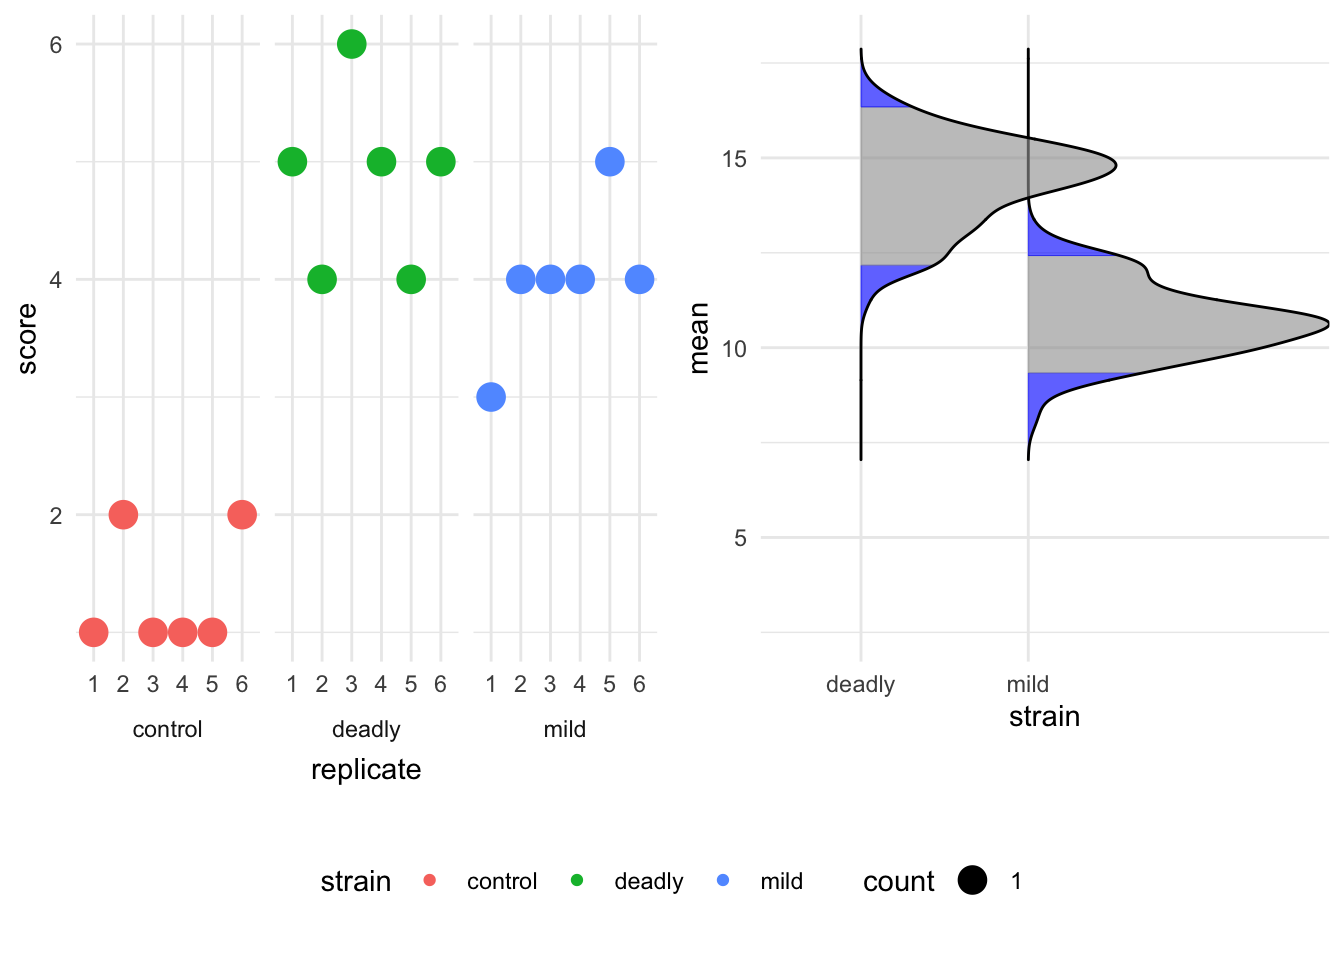 score
6
4
2
1 2 3 4 5 6
1 2 3 4 5 6
1 2 3 4 5 6
control
deadly
mild
replicate
mean
15
10
5
deadly
mild
strain
strain control deadly mild count 1